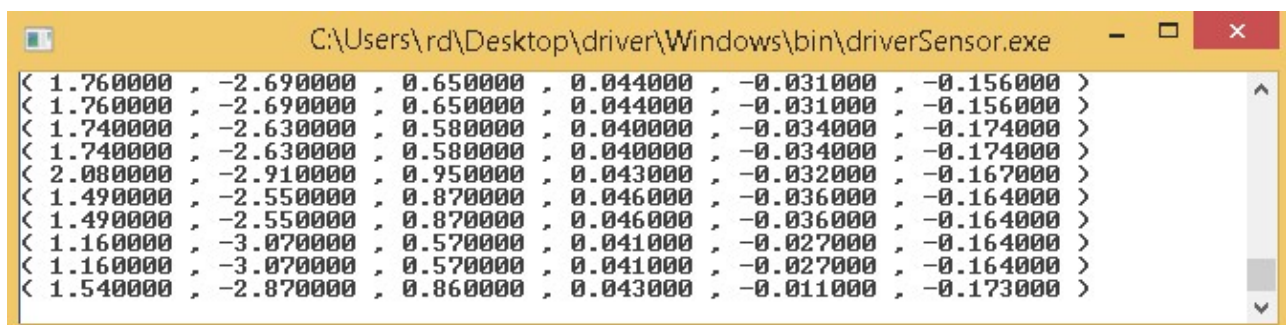 C:\Users\rd\Desktop\driver\Windows\bin\driverSensor.exe
( 1.760000 , -2.690000 , 0.650000 , 0.044000 , -0.031000 , -0.156000 )
( 1.760000 , -2.690000 , 0.650000 , 0.044000 , -0.031000 , -0.156000 )
( 1.740000 , -2.630000 , 0.580000 , 0.040000 , -0.034000 , -0.174000 )
( 1.740000 , -2.630000 , 0.580000 , 0.040000 , -0.034000 , -0.174000 )
( 2.080000 , -2.910000 , 0.950000 , 0.043000 , -0.032000 , -0.167000 )
( 1.490000 , -2.550000 , 0.870000 , 0.046000 , -0.036000 , -0.164000 )
( 1.490000 , -2.550000 , 0.870000 , 0.046000 , -0.036000 , -0.164000 )
( 1.160000 , -3.070000 , 0.570000 , 0.041000 , -0.027000 , -0.164000 )
( 1.160000 , -3.070000 , 0.570000 , 0.041000 , -0.027000 , -0.164000 )
( 1.540000 , -2.870000 , 0.860000 , 0.043000 , -0.011000 , -0.173000 )